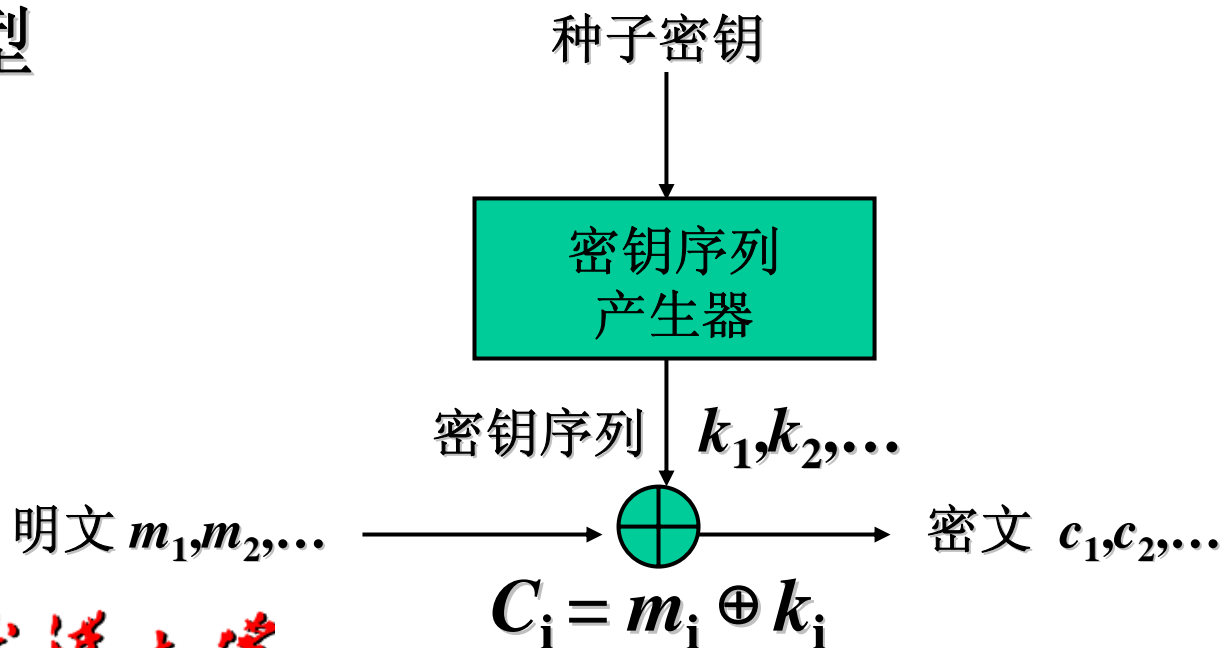 型
种子密钥
密钥序列
产生器
密钥序列 k₁,k₂,…
明文 m₁,m₂,…
密文 c₁,c₂,…
Cᵢ = mᵢ ⊕ kᵢ